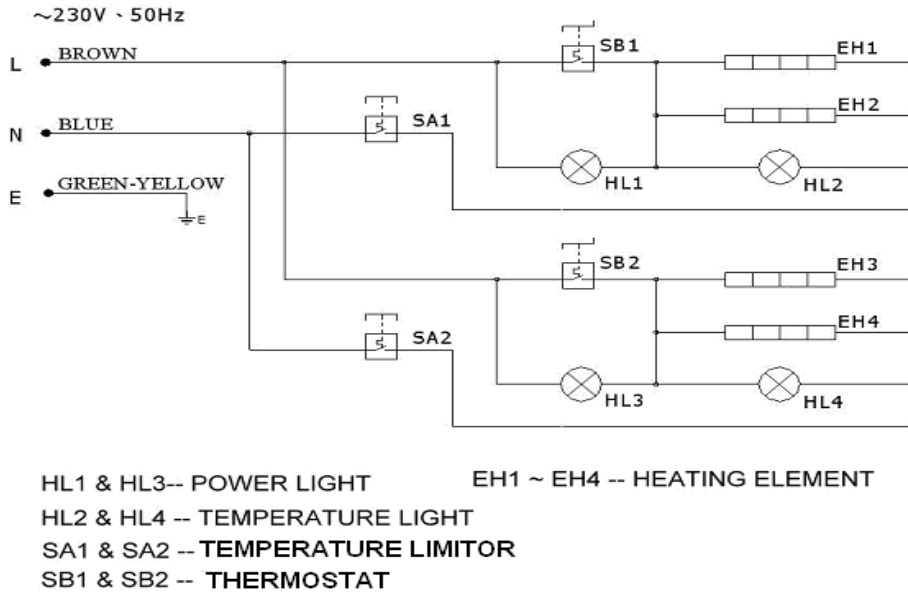 ~230V、50Hz
L BROWN SB1 EH1
EH2
N BLUE SA1
HL1 HL2
E GREEN-YELLOW
E
SB2 EH3
EH4
SA2
HL3 HL4
HL1 & HL3-- POWER LIGHT EH1 ~ EH4 -- HEATING ELEMENT
HL2 & HL4 -- TEMPERATURE LIGHT
SA1 & SA2 -- TEMPERATURE LIMITOR
SB1 & SB2 -- THERMOSTAT